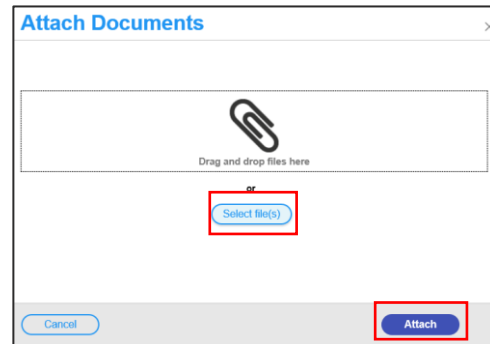 Attach Documents
Drag and drop files here
or
Select file(s)
Cancel
Attach